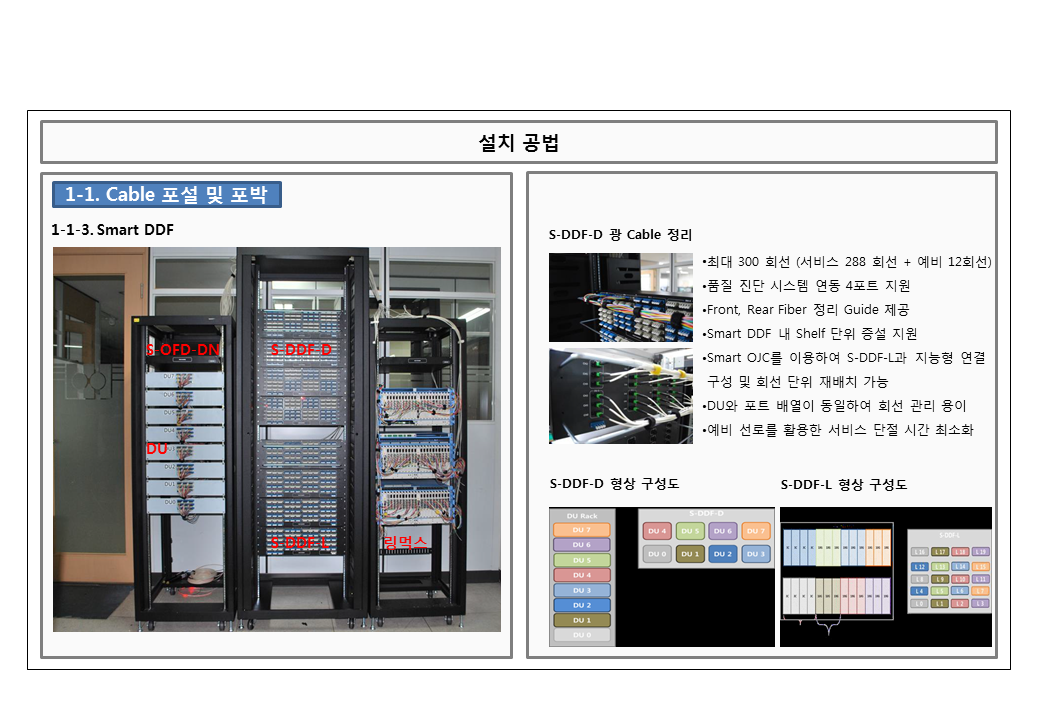 설치 공법
1-1. Cable 포설 및 포박
1-1-3. Smart DDF
S-OFD-DN
S-DDF-D
DU
S-DDF-L
리먹스
S-DDF-D 광 Cable 정리
•최대 300 회선 (서비스 288 회선 + 예비 12회선)
•품질 진단 시스템 연동 4포트 지원
•Front, Rear Fiber 정리 Guide 제공
•Smart DDF 내 Shelf 단위 증설 지원
•Smart OJC를 이용하여 S-DDF-L과 지능형 연결
구성 및 회선 단위 재배치 가능
•DU와 포트 배열이 동일하여 회선 관리 용이
•예비 선로를 활용한 서비스 단절 시간 최소화
S-DDF-D 형상 구성도
DU Rack
DU 7
DU 6
DU 5
DU 4
DU 3
DU 2
DU 1
DU 0
S-DDF-D
DU 4 DU 5 DU 6 DU 7
DU 0 DU 1 DU 2 DU 3
S-DDF-L 형상 구성도
S-DDF-L
L 16 L 17 L 18 L 19
L 12 L 13 L 14 L 15
L 8 L 9 L 10 L 11
L 4 L 5 L 6 L 7
L 0 L 1 L 2 L 3